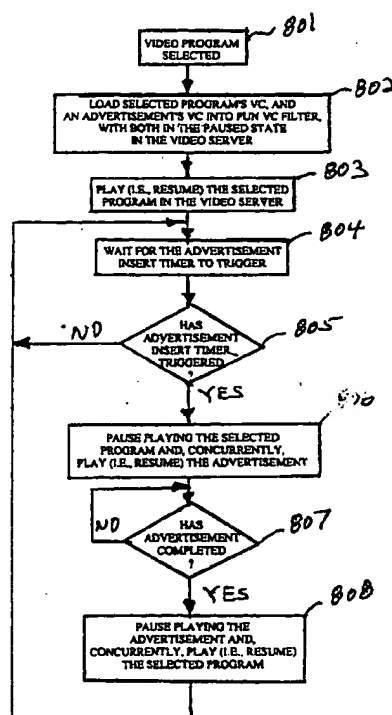 801
VIDEO PROGRAM
SELECTED
802
LOAD SELECTED PROGRAM'S VC, AND
AN ADVERTISEMENT'S VC INTO PUN VC FILTER,
WITH BOTH IN THE PAUSED STATE
IN THE VIDEO SERVER
803
PLAY (I.E., RESUME) THE SELECTED
PROGRAM IN THE VIDEO SERVER
804
WAIT FOR THE ADVERTISEMENT
INSERT TIMER TO TRIGGER
805
HAS
ADVERTISEMENT
INSERT TIMER
TRIGGERED
?
NO
YES
PAUSE PLAYING THE SELECTED
PROGRAM AND, CONCURRENTLY,
PLAY (I.E., RESUME) THE ADVERTISEMENT
807
HAS
ADVERTISEMENT
COMPLETED
?
NO
YES
808
PAUSE PLAYING THE
ADVERTISEMENT AND,
CONCURRENTLY, PLAY (I.E., RESUME)
THE SELECTED PROGRAM